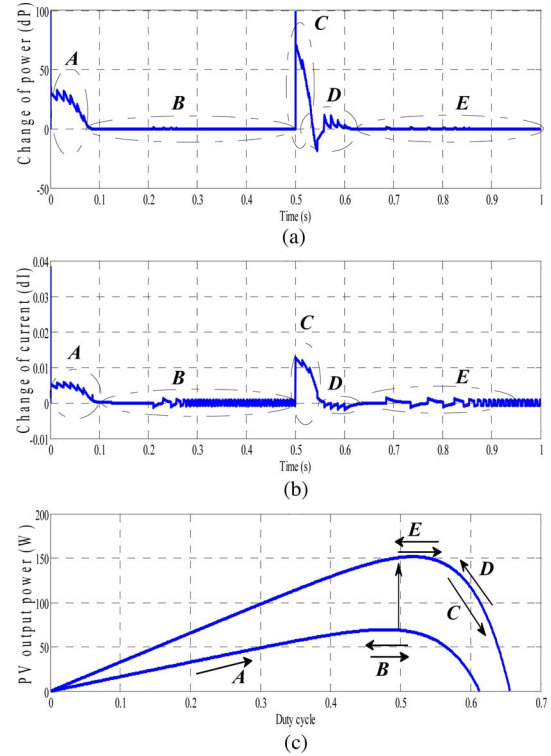 100
C
A
50
D
B
E
0
-50
0 0.1 0.2 0.3 0.4 0.5 0.6 0.7 0.8 0.9 1
Change of power (dP)
Time (s)
(a)
0.04
0.03
0.02
C
0.01
A
B
D
E
0
-0.01
0 0.1 0.2 0.3 0.4 0.5 0.6 0.7 0.8 0.9 1
Change of current (dI)
Time (s)
(b)
200
E
150
D
C
100
50
A
B
0
0 0.1 0.2 0.3 0.4 0.5 0.6 0.7
PV output power (W)
Duty cycle
(c)